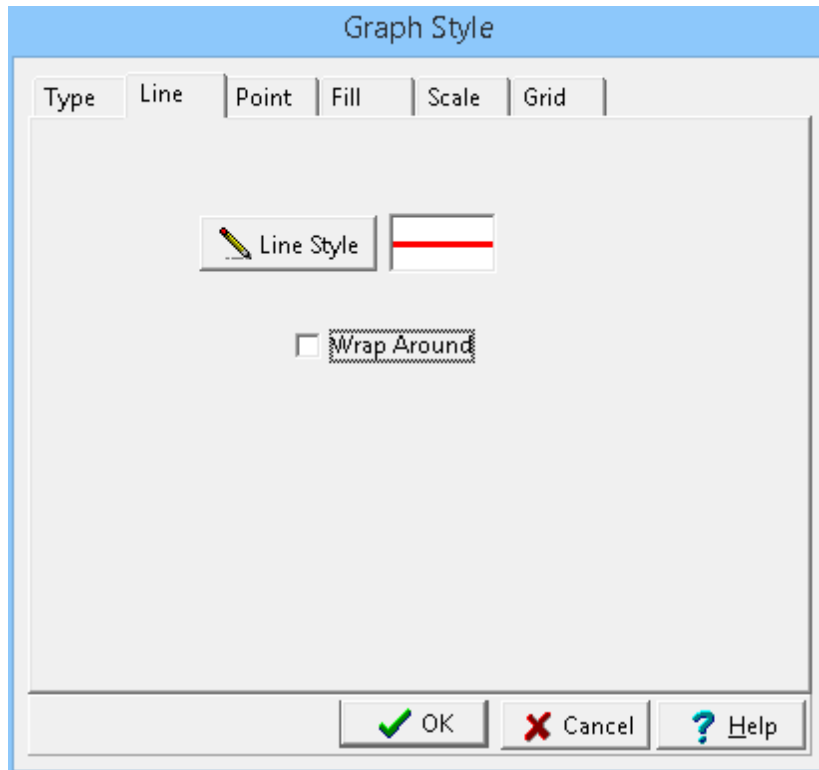 Graph Style
Type Line Point Fill Scale Grid
Line Style
Wrap Around
OK Cancel Help